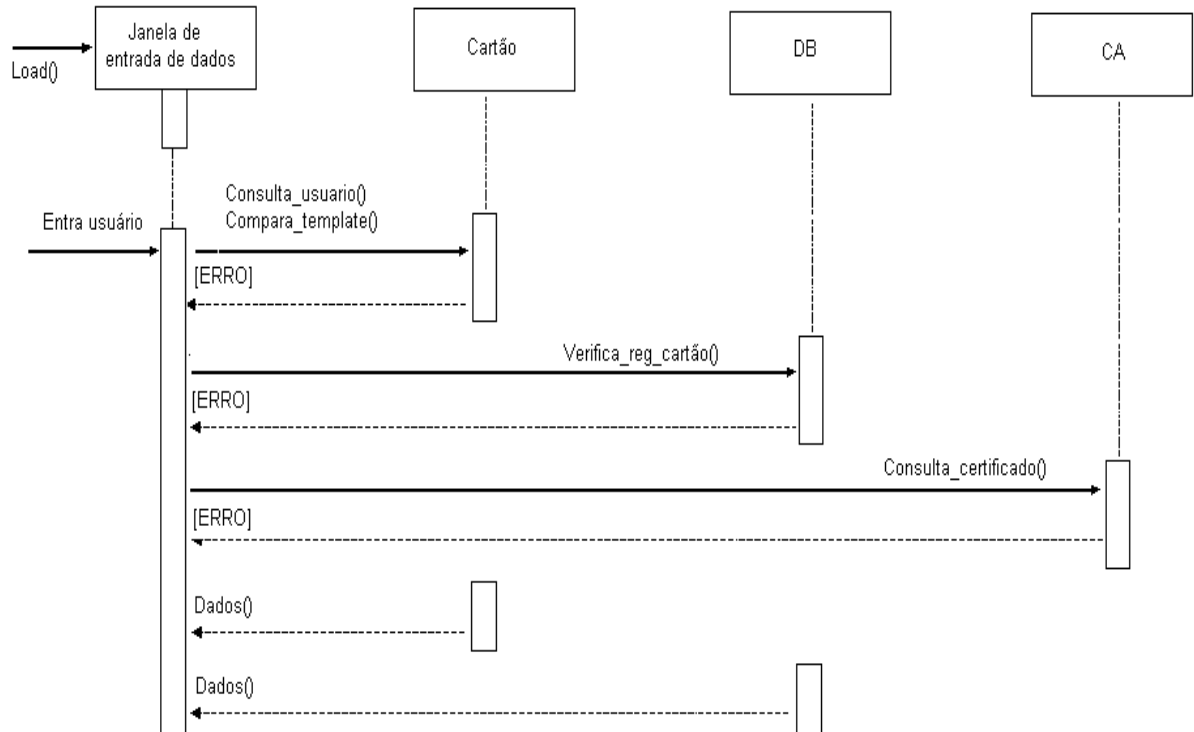 Janela de
entrada de dados
Cartão
DB
CA
Load()
Consulta_usuario()
Entra usuário
Compara_template()
[ERRO]
Verifica_reg_cartão()
[ERRO]
Consulta_certificado()
[ERRO]
Dados()
Dados()